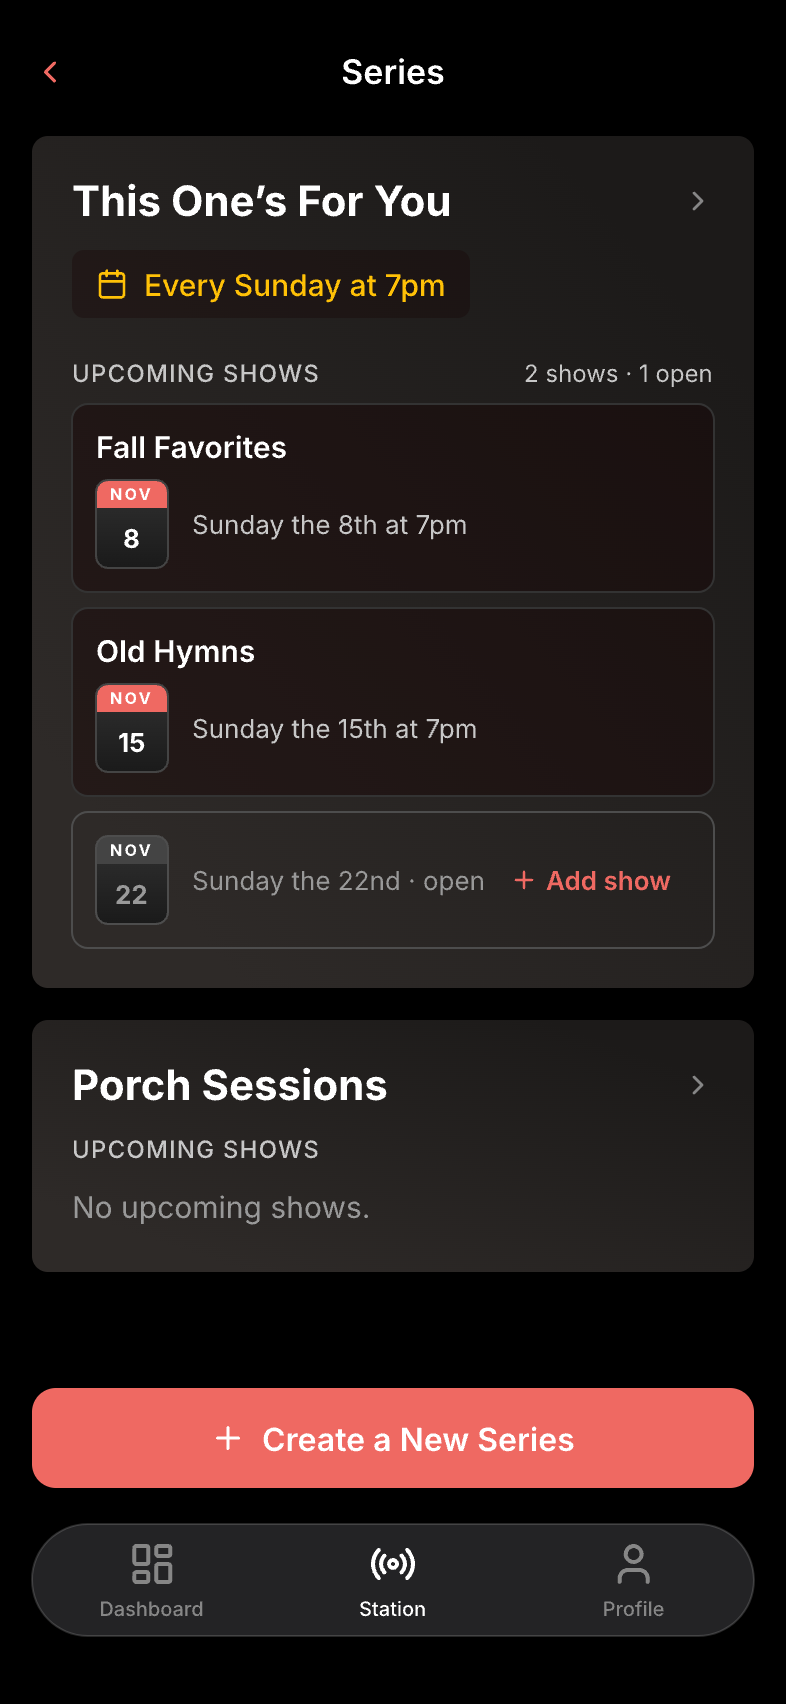 Series
This One’s For You
Every Sunday at 7pm
UPCOMING SHOWS 2 shows · 1 open
Fall Favorites
NOV
8
Sunday the 8th at 7pm
Old Hymns
NOV
15
Sunday the 15th at 7pm
NOV
22
Sunday the 22nd · open + Add show
Porch Sessions
UPCOMING SHOWS
No upcoming shows.
+ Create a New Series
Dashboard Station Profile